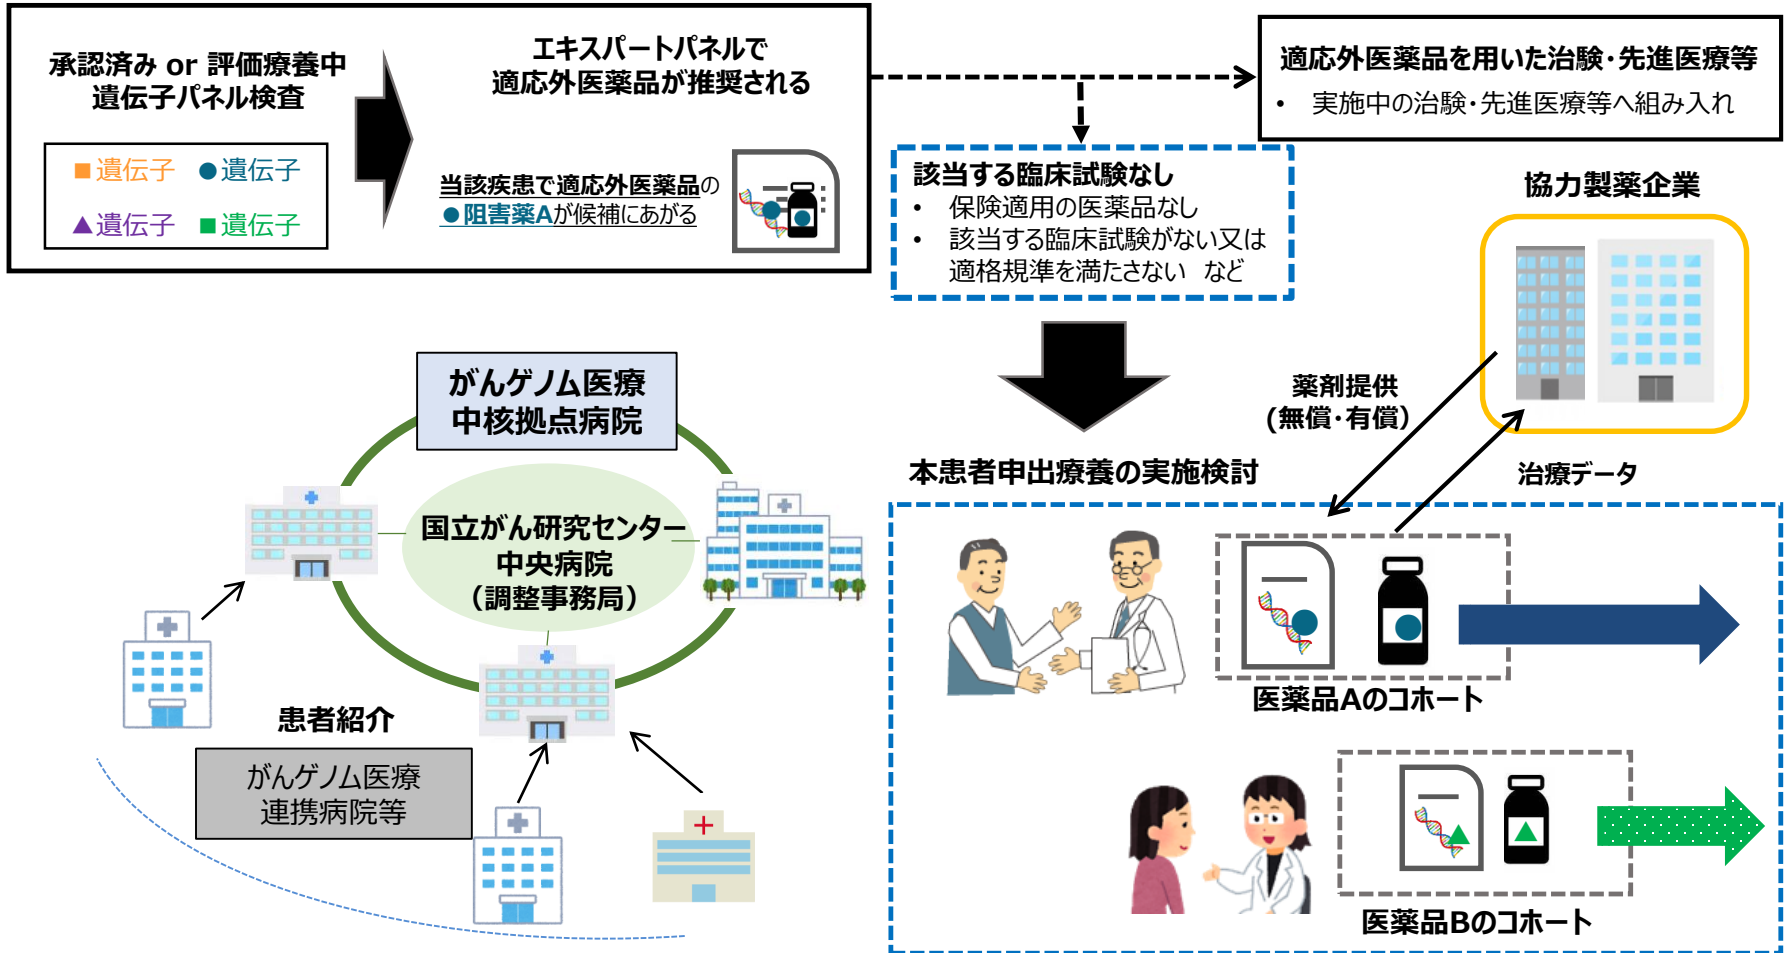 承認済み or 評価療養中
遺伝子パネル検査
■遺伝子 ●遺伝子
▲遺伝子 ■遺伝子
エキスパートパネルで
適応外医薬品が推奨される
当該疾患で適応外医薬品の
●阻害薬Aが候補にあがる
適応外医薬品を用いた治験・先進医療等
• 実施中の治験・先進医療等へ組み入れ
該当する臨床試験なし
• 保険適用の医薬品なし
• 該当する臨床試験がない又は
適格規準を満たさない など
協力製薬企業
薬剤提供
(無償・有償)
治療データ
がんゲノム医療
中核拠点病院
国立がん研究センター
中央病院
（調整事務局）
患者紹介
がんゲノム医療
連携病院等
本患者申出療養の実施検討
医薬品Aのコホート
医薬品Bのコホート